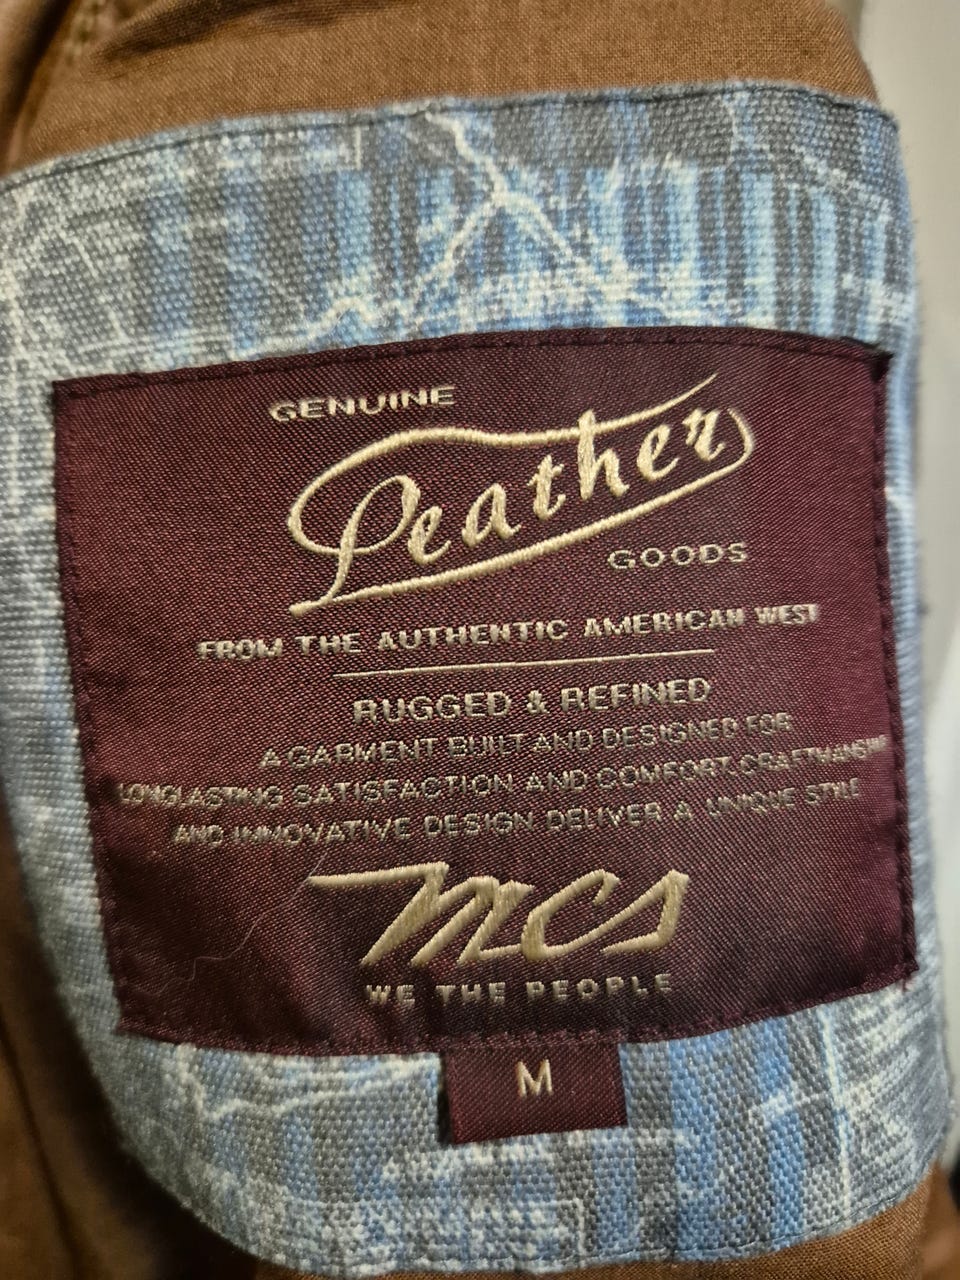 GENUINE
Leather
GOODS
FROM THE AUTHENTIC AMERICAN WEST
RUGGED & REFINED
A GARMENT BUILT AND DESIGNED FOR
LONGLASTING SATISFACTION AND COMFORT. CRAFTMANSHIP
AND INNOVATIVE DESIGN DELIVER A UNIQUE STYLE
mcs
WE THE PEOPLE
M